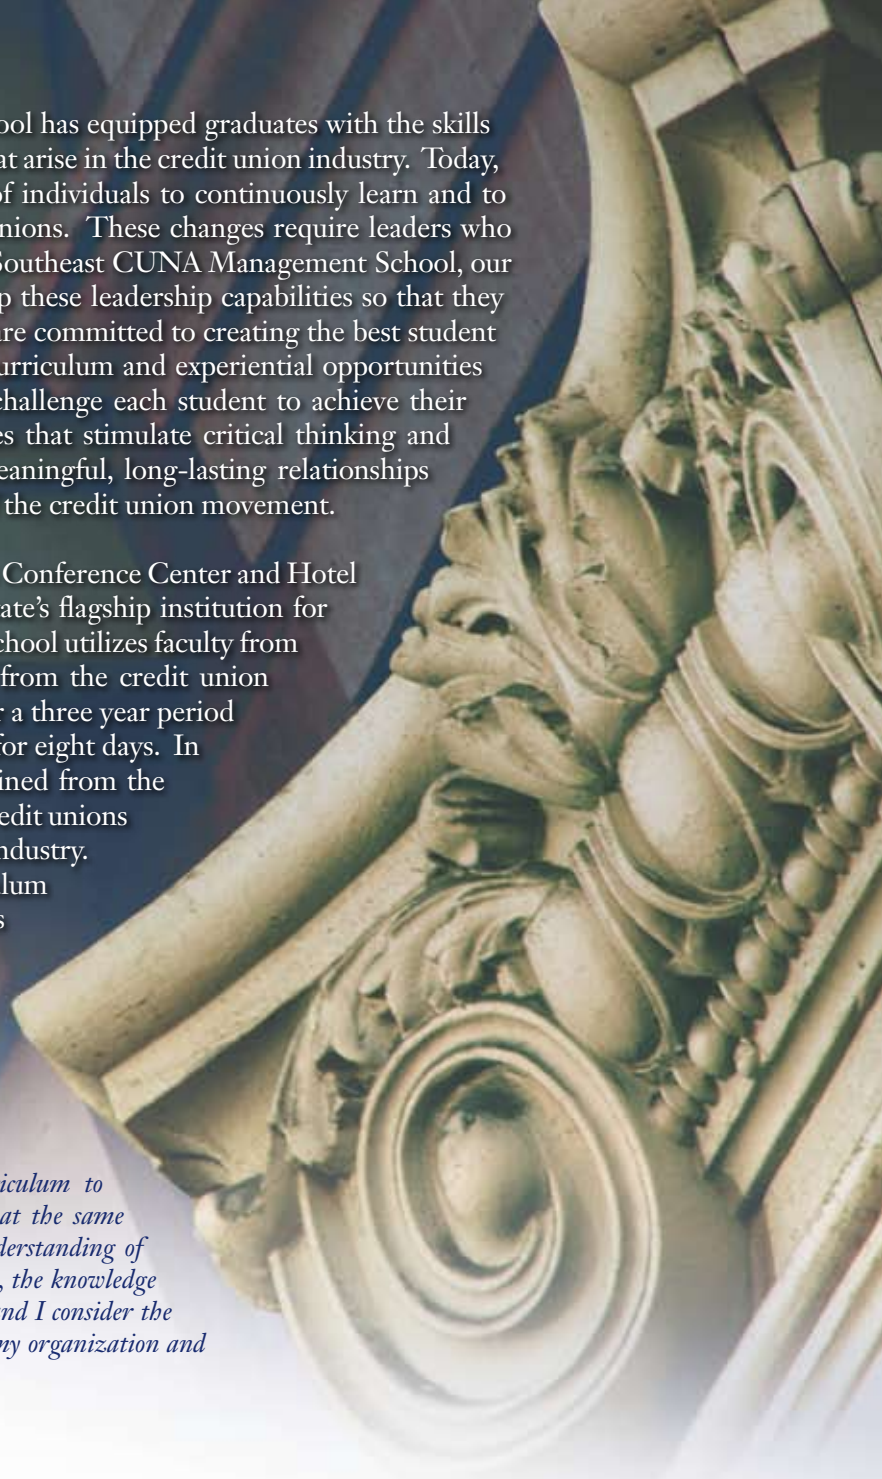 ool has equipped graduates with the skills
at arise in the credit union industry. Today,
of individuals to continuously learn and to
nions. These changes require leaders who
Southeast CUNA Management School, our
p these leadership capabilities so that they
are committed to creating the best student
urriculum and experiential opportunities
challenge each student to achieve their
es that stimulate critical thinking and
eaningful, long-lasting relationships
the credit union movement.
Conference Center and Hotel
ate’s flagship institution for
chool utilizes faculty from
from the credit union
r a three year period
for eight days. In
ined from the
edit unions
ndustry.
lum
s
iculum to
at the same
derstanding of
, the knowledge
nd I consider the
my organization and